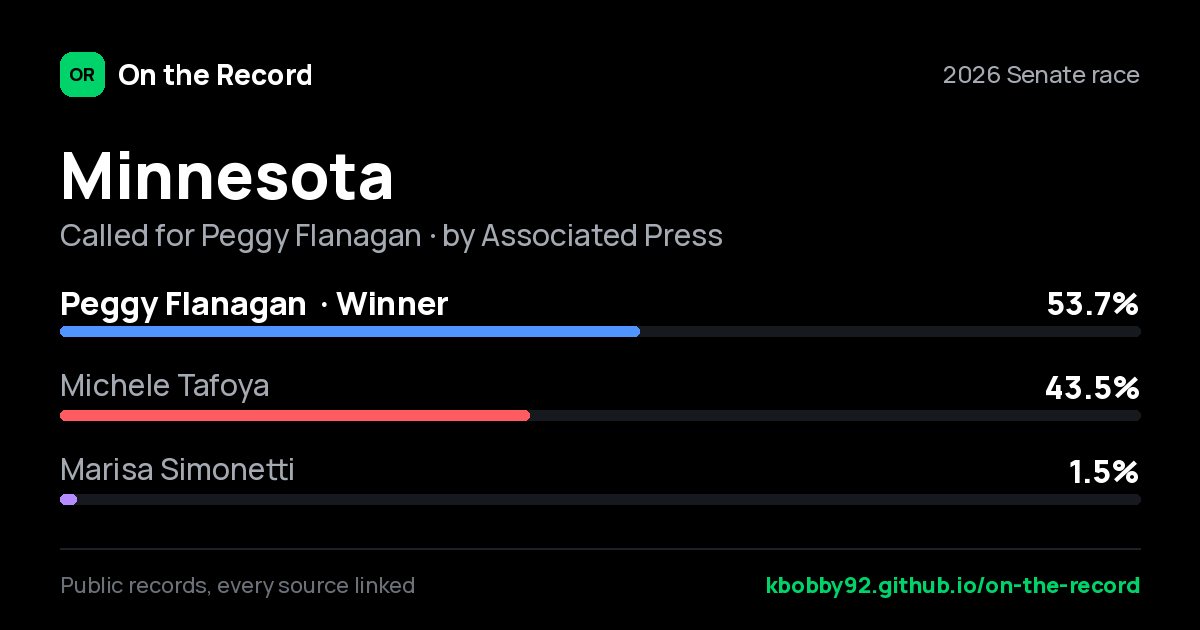 OR On the Record
2026 Senate race
Minnesota
Called for Peggy Flanagan · by Associated Press
Peggy Flanagan · Winner 53.7%
Michele Tafoya 43.5%
Marisa Simonetti 1.5%
Public records, every source linked
kbobby92.github.io/on-the-record